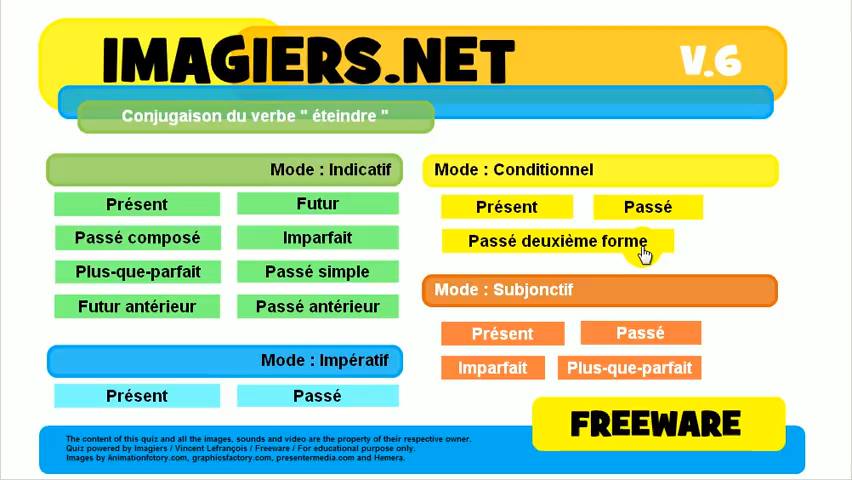 IMAGIERS.NET
V.6
Conjugaison du verbe " éteindre "
Mode : Indicatif
Présent
Futur
Passé composé
Imparfait
Plus-que-parfait
Passé simple
Futur antérieur
Passé antérieur
Mode : Impératif
Présent
Passé
Mode : Conditionnel
Présent
Passé
Passé deuxième forme
Mode : Subjonctif
Présent
Passé
Imparfait
Plus-que-parfait
FREEWARE
The content of this quiz and all the images, sounds and video are the property of their respective owner.
Quiz powered by Imagiers / Vincent Lefrançois / Freeware / For educational purpose only.
Images by Animationfctory.com, graphicsfactory.com, presentermedia.com and Hemera.